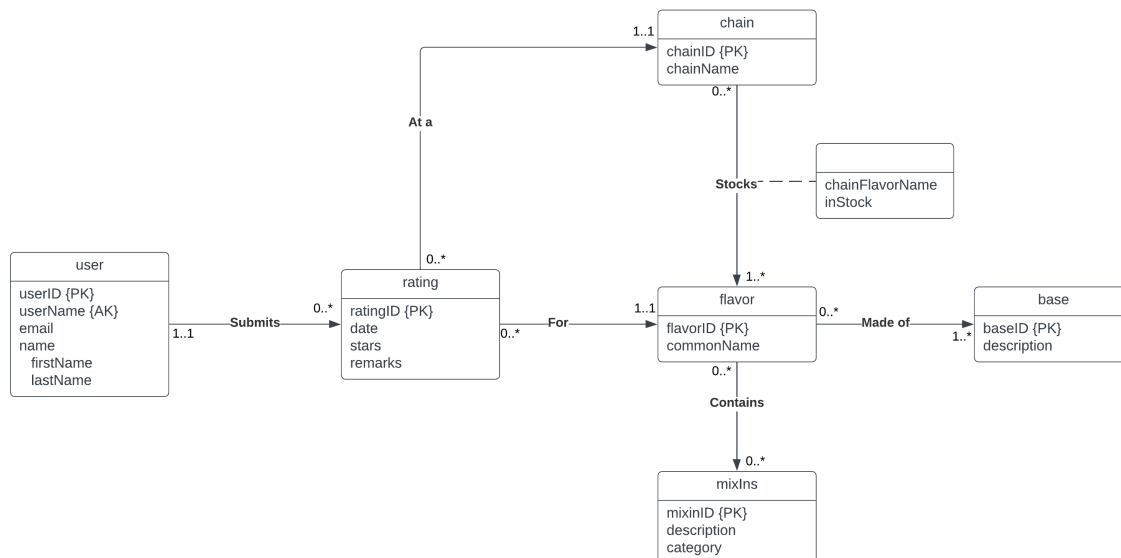 chain
1..1
chainID {PK}
chainName
0..*
At a
chainFlavorName
inStock
Stocks
0..*
1..*
user
userID {PK}
userName {AK}
email
name
firstName
lastName
1..1
Submits
0..*
rating
ratingID {PK}
date
stars
remarks
0..*
For
1..1
flavor
flavorID {PK}
commonName
0..*
Made of
1..*
base
baseID {PK}
description
0..*
Contains
0..*
mixIns
mixinID {PK}
description
category